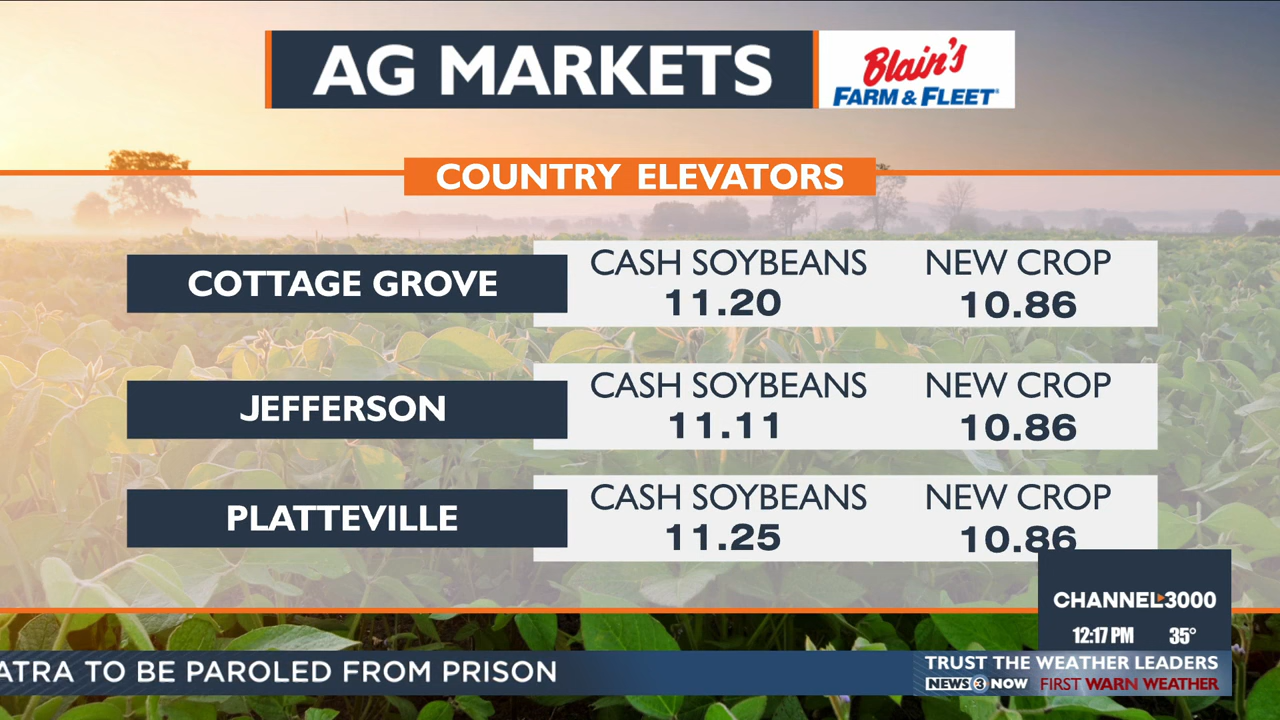 AG MARKETS
Blain's
FARM & FLEET
COUNTRY ELEVATORS
COTTAGE GROVE
CASH SOYBEANS
NEW CROP
11.20
10.86
JEFFERSON
CASH SOYBEANS
NEW CROP
11.11
10.86
PLATTEVILLE
CASH SOYBEANS
NEW CROP
11.25
10.86
CHANNEL3000
12:17 PM 35°
ATRA TO BE PAROLED FROM PRISON
TRUST THE WEATHER LEADERS
NEWS 3 NOW FIRST WARN WEATHER